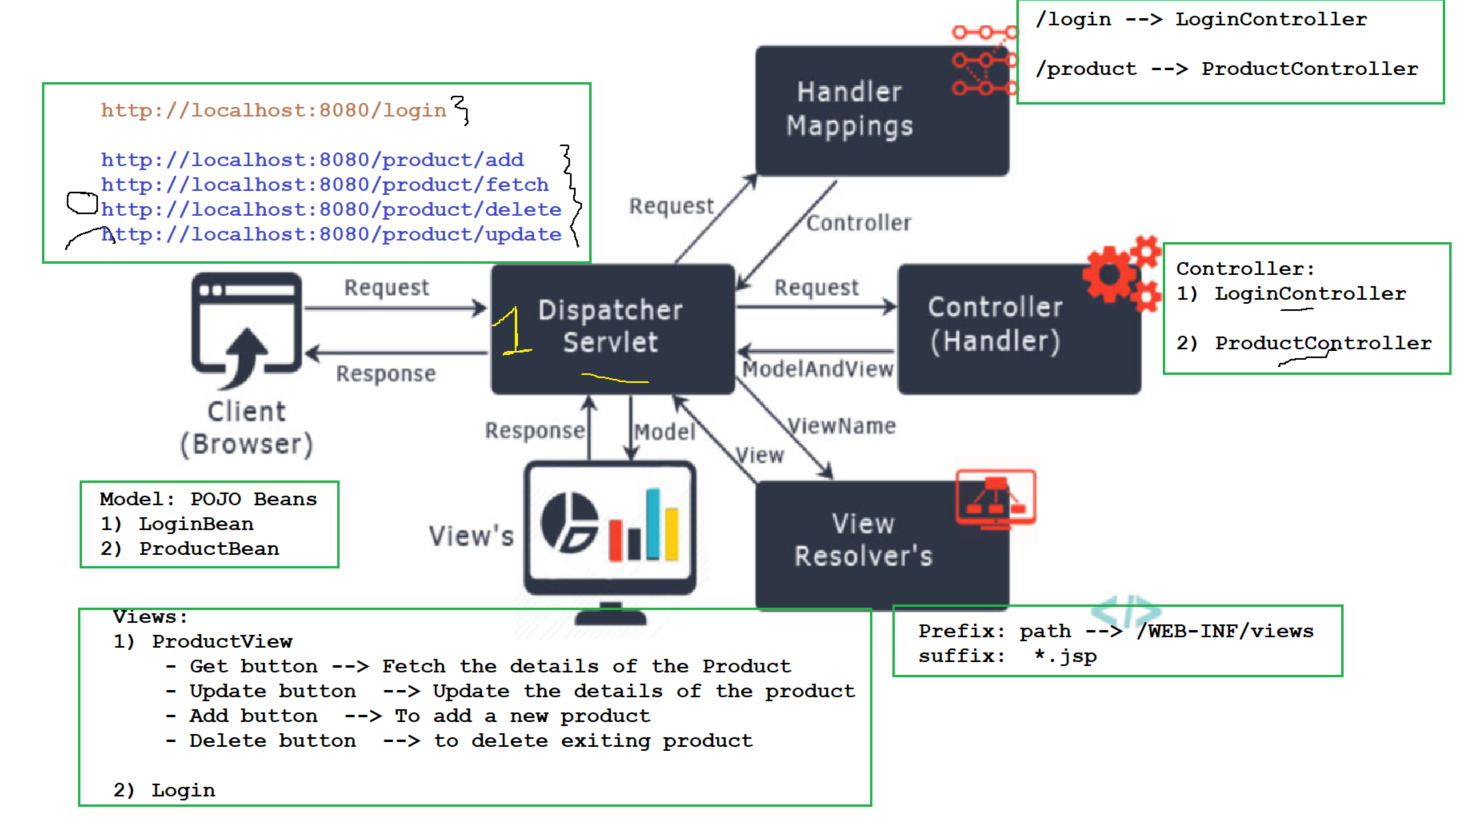 /login --> LoginController
/product --> ProductController
Handler
Mappings
http://localhost:8080/login
http://localhost:8080/product/add
http://localhost:8080/product/fetch
http://localhost:8080/product/delete
http://localhost:8080/product/update
Request
Controller
Request
Response
1
Dispatcher
Servlet
Request
ModelAndView
Controller
(Handler)
Controller:
1) LoginController
2) ProductController
Client
(Browser)
Response
Model
View
ViewName
Model: POJO Beans
1) LoginBean
2) ProductBean
View's
View
Resolver's
</>
Prefix: path --> /WEB-INF/views
suffix: *.jsp
Views:
1) ProductView
- Get button --> Fetch the details of the Product
- Update button --> Update the details of the product
- Add button --> To add a new product
- Delete button --> to delete exiting product
2) Login